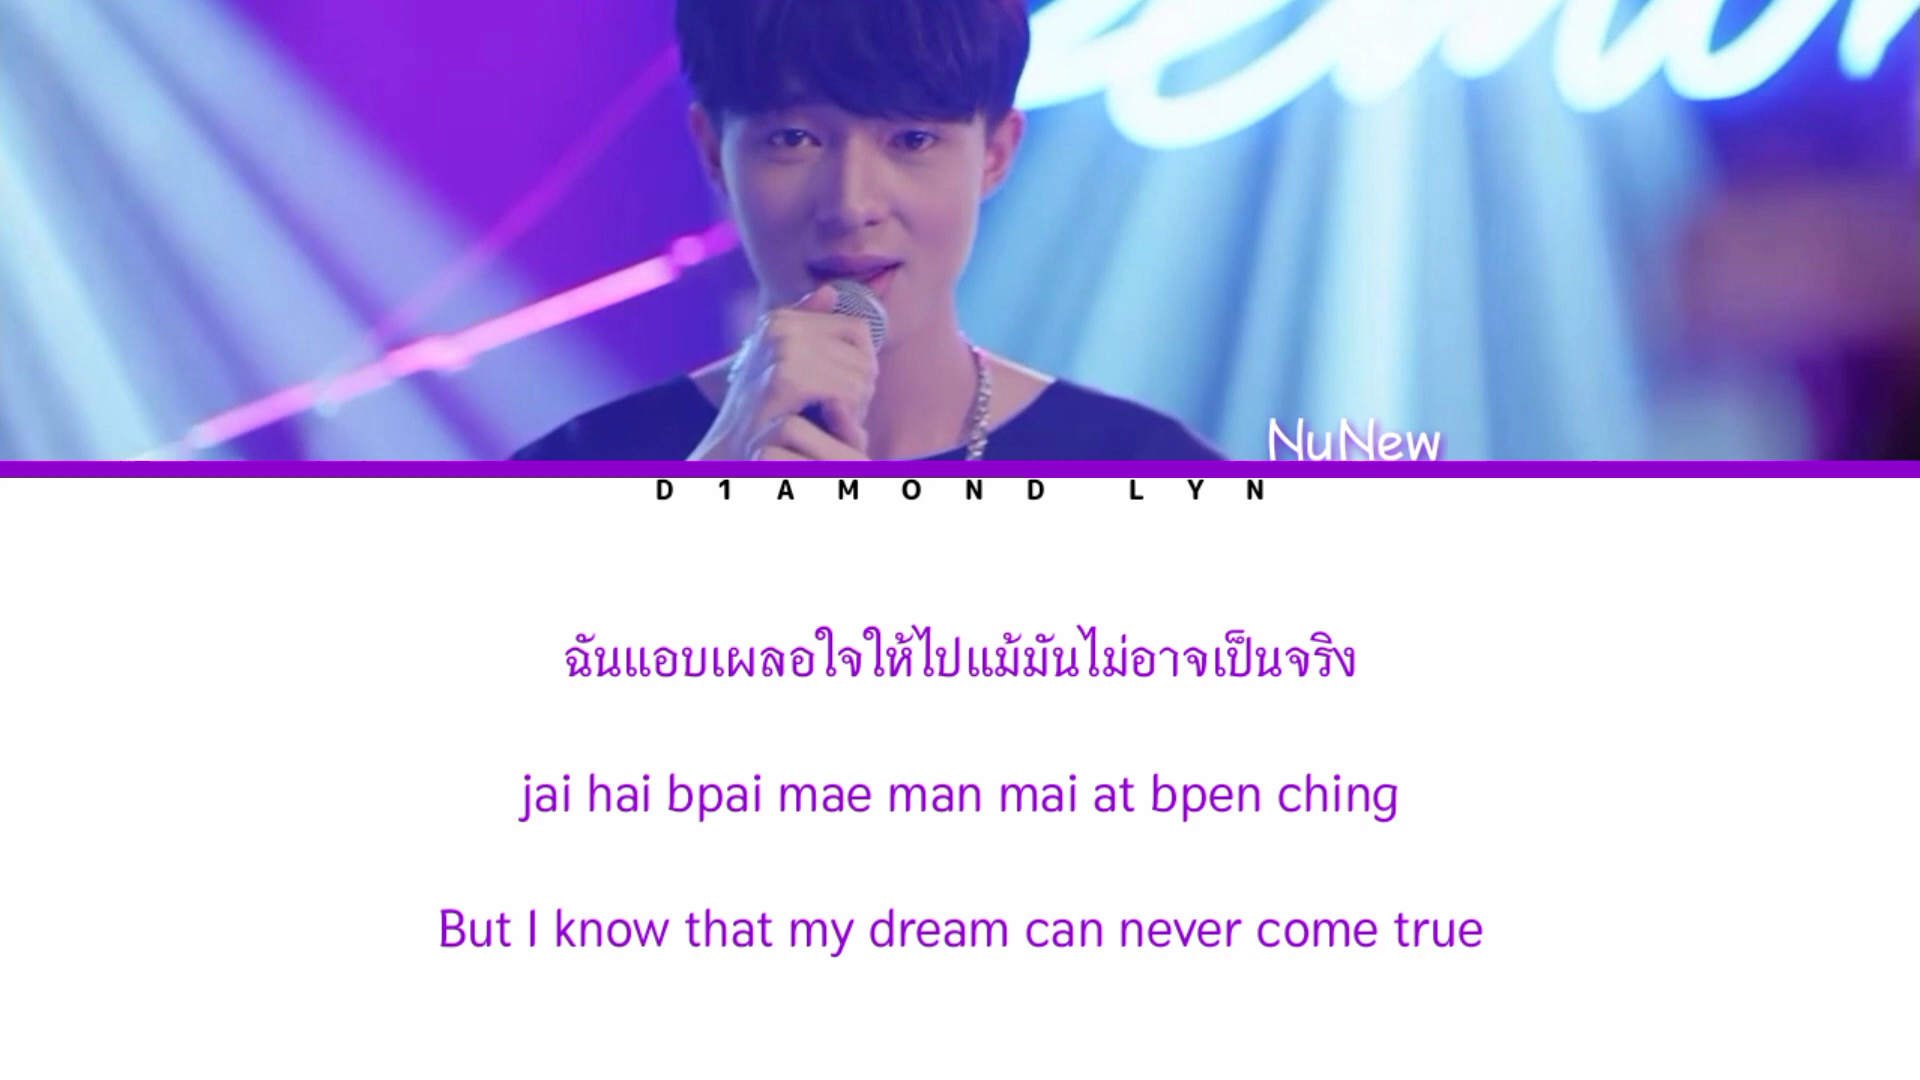 NuNew
D1AMOND LYN
ฉันแอบเผลอใจให้ไปแม้มันไม่อาจเป็นจริง
jai hai bpai mae man mai at bpen ching
But I know that my dream can never come true